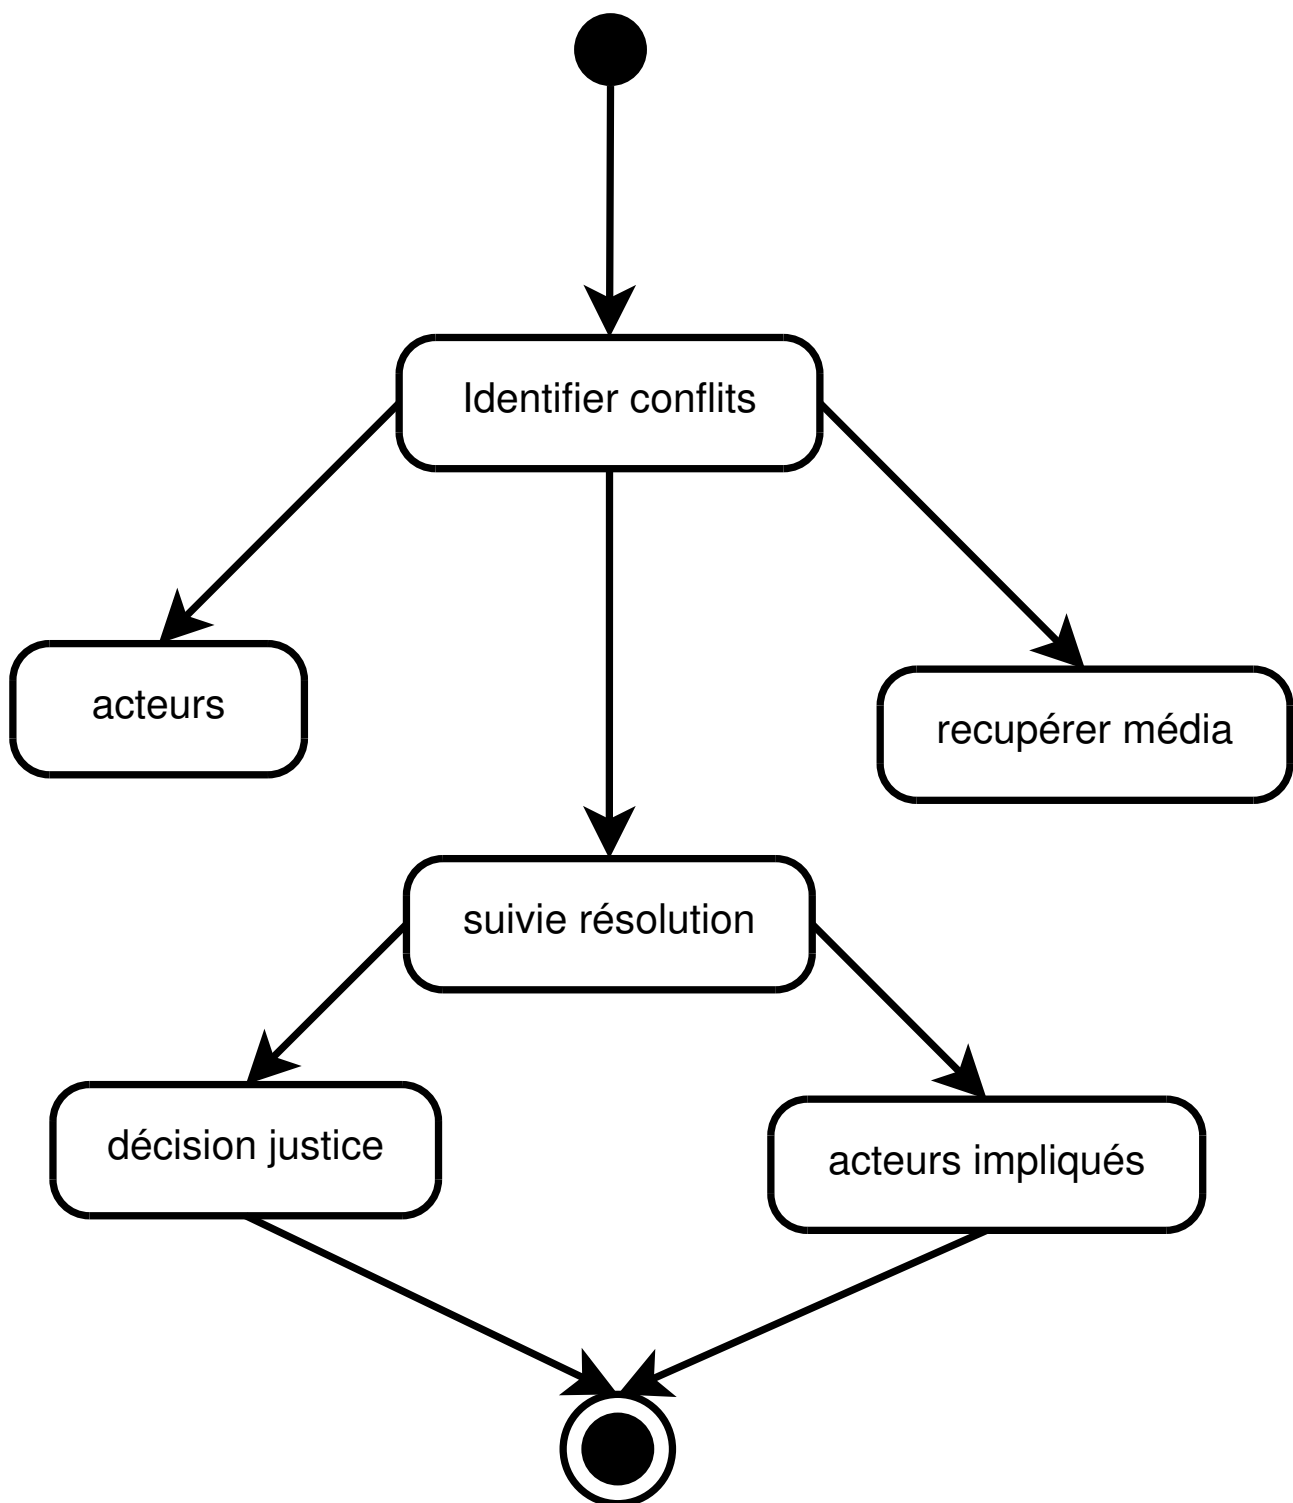 Identifier conflits
acteurs
recupérer média
suivie résolution
décision justice
acteurs impliqués